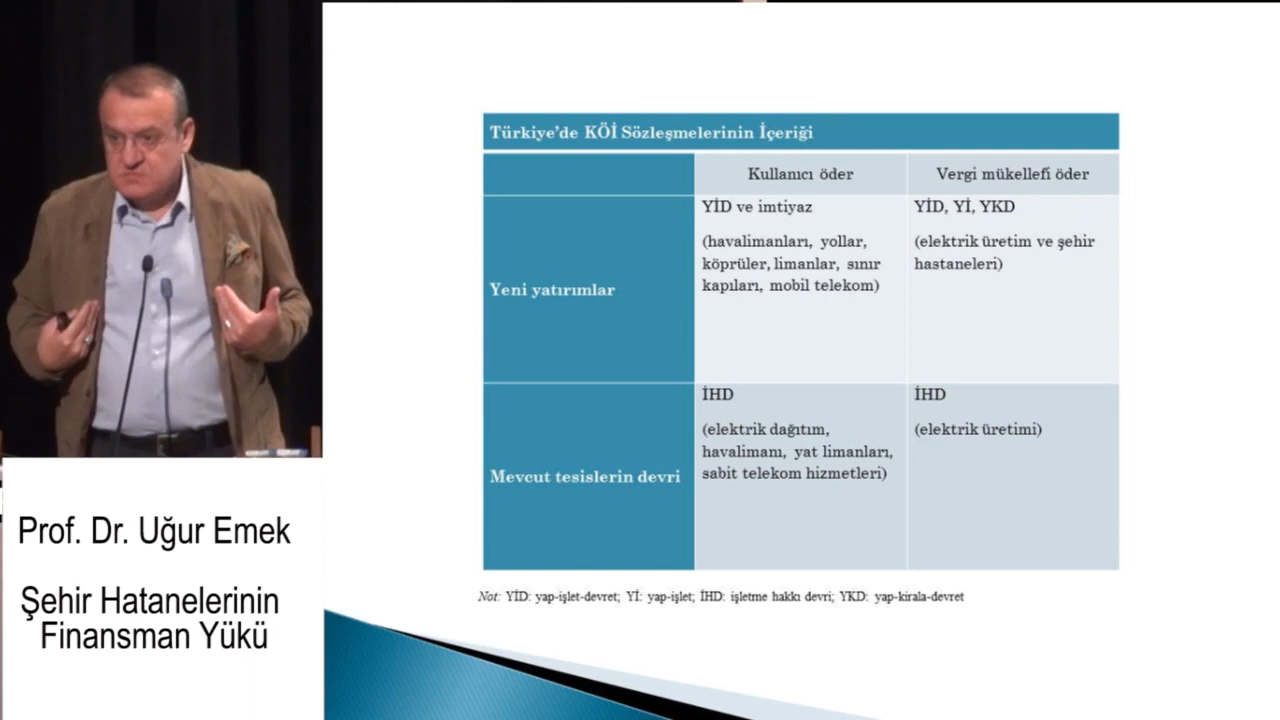 Türkiye'de KÖİ Sözleşmelerinin İçeriği
Kullanıcı öder
Vergi mükellefi öder
Yeni yatırımlar
YİD ve imtiyaz
(havalimanları, yollar,
köprüler, limanlar, sınır
kapıları, mobil telekom)
YİD, Yİ, YKD
(elektrik üretim ve şehir
hastaneleri)
Mevcut tesislerin devri
İHD
(elektrik dağıtım,
havalimanı, yat limanları,
sabit telekom hizmetleri)
İHD
(elektrik üretimi)
Not: YİD: yap-işlet-devret; Yİ: yap-işlet; İHD: işletme hakkı devri; YKD: yap-kirala-devret
Prof. Dr. Uğur Emek
Şehir Hatanelerinin
Finansman Yükü